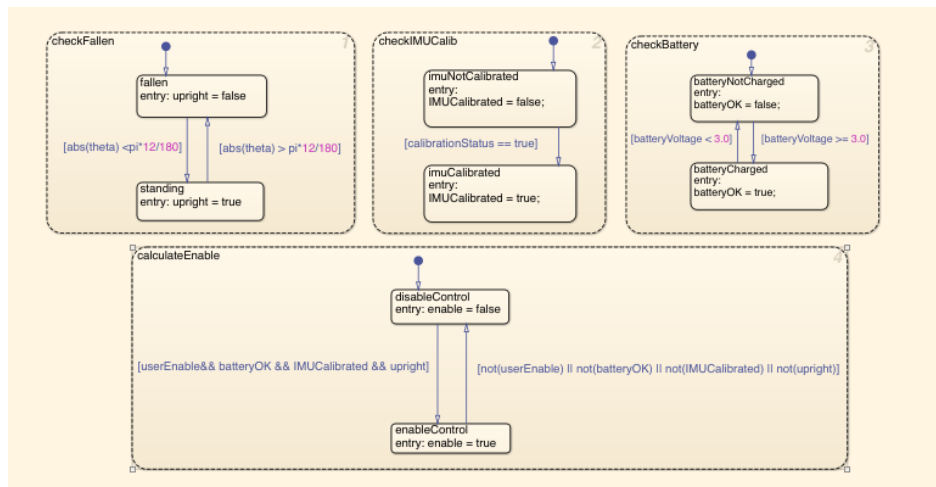 checkFallen
1
fallen
entry: upright = false
[abs(theta) <pi*12/180]
[abs(theta) > pi*12/180]
standing
entry: upright = true
checkIMUCalib
2
imuNotCalibrated
entry:
IMUCalibrated = false;
[calibrationStatus == true]
imuCalibrated
entry:
IMUCalibrated = true;
checkBattery
3
batteryNotCharged
entry:
batteryOK = false;
[batteryVoltage < 3.0]
[batteryVoltage >= 3.0]
batteryCharged
entry:
batteryOK = true;
calculateEnable
4
disableControl
entry: enable = false
[userEnable&& batteryOK && IMUCalibrated && upright]
[not(userEnable) || not(batteryOK) || not(IMUCalibrated) || not(upright)]
enableControl
entry: enable = true